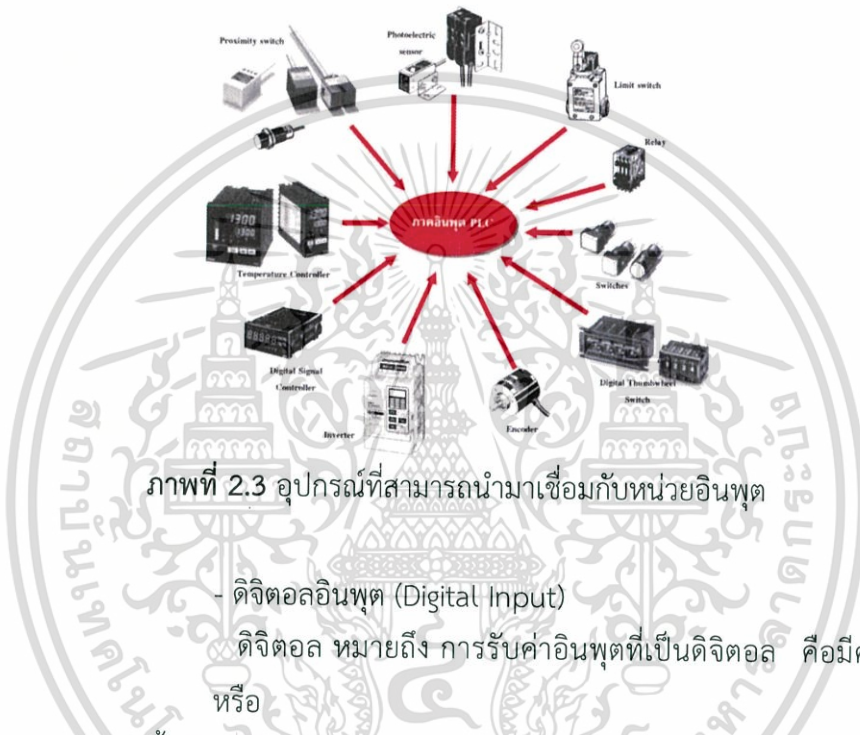 Proximity switch
Photoelectric
sensor
Limit switch
Relay
ภาคอินพุต PLC
1300
1300
Temperature Controller
Switches
Digital Signal
Controller
Digital Thumbwheel
Switch
Inverter
Encoder
ภาพที่ 2.3 อุปกรณ์ที่สามารถนำมาเชื่อมกับหน่วยอินพุต
- ดิจิตอลอินพุต (Digital Input)
ดิจิตอล หมายถึง การรับค่าอินพุตที่เป็นดิจิตอล คือมี
หรือ